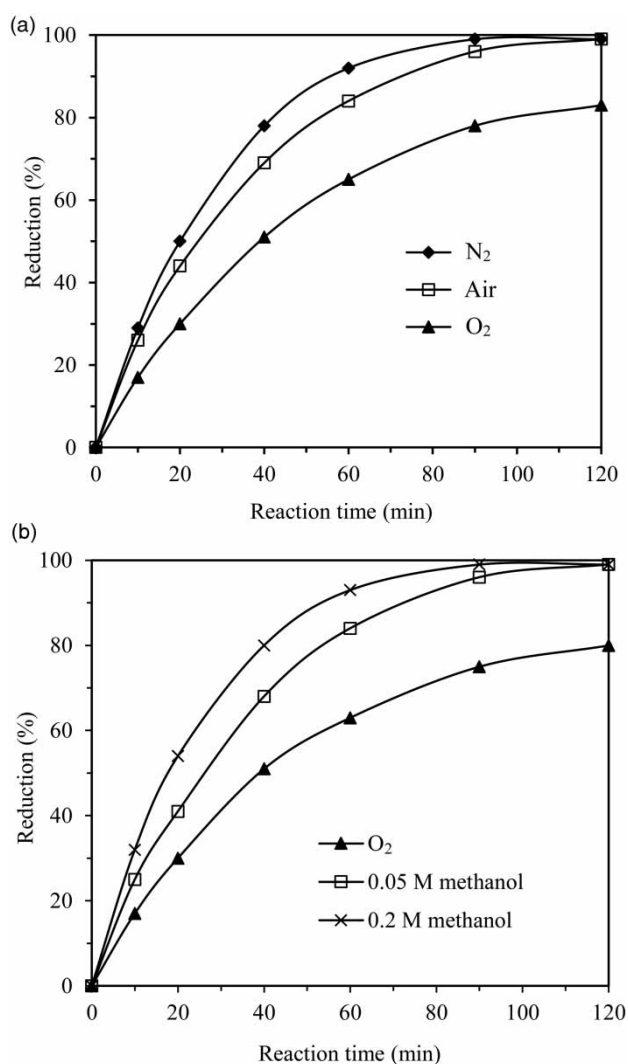 (a)
100
80
60
40
20
0
Reduction (%)
N₂
Air
O₂
0 20 40 60 80 100 120
Reaction time (min)
(b)
100
80
60
40
20
0
Reduction (%)
O₂
0.05 M methanol
0.2 M methanol
0 20 40 60 80 100 120
Reaction time (min)